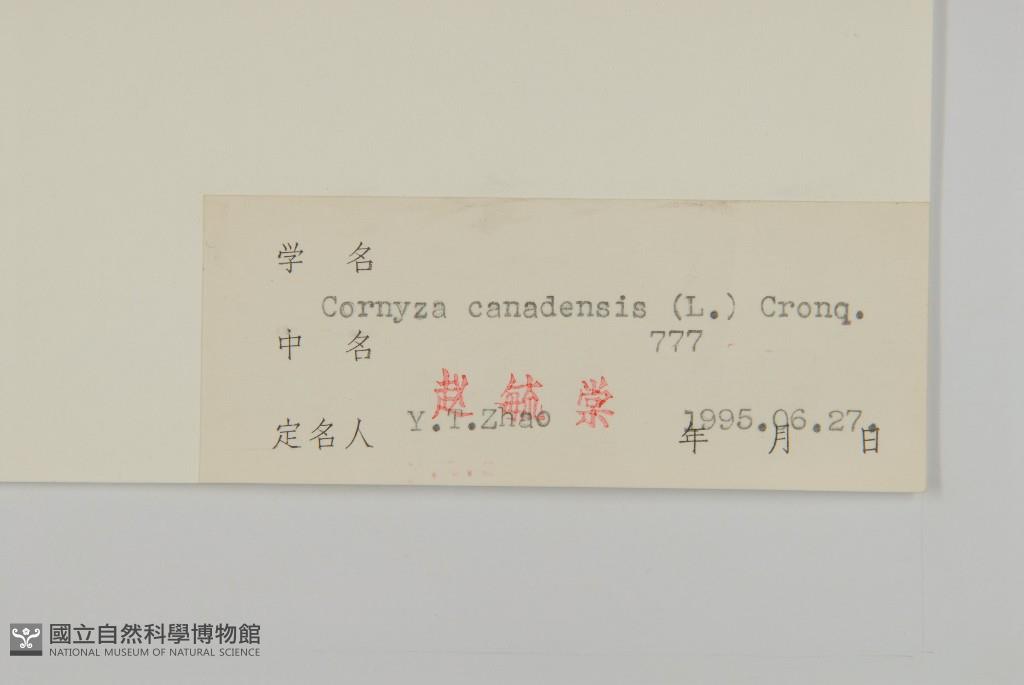 学 名
Cornyza canadensis (L.) Cronq.
中 名 777
赵 毓 棠
定名人 Y.T.Zhao 1995.06.27.
年 月 日
國立自然科學博物館
NATIONAL MUSEUM OF NATURAL SCIENCE